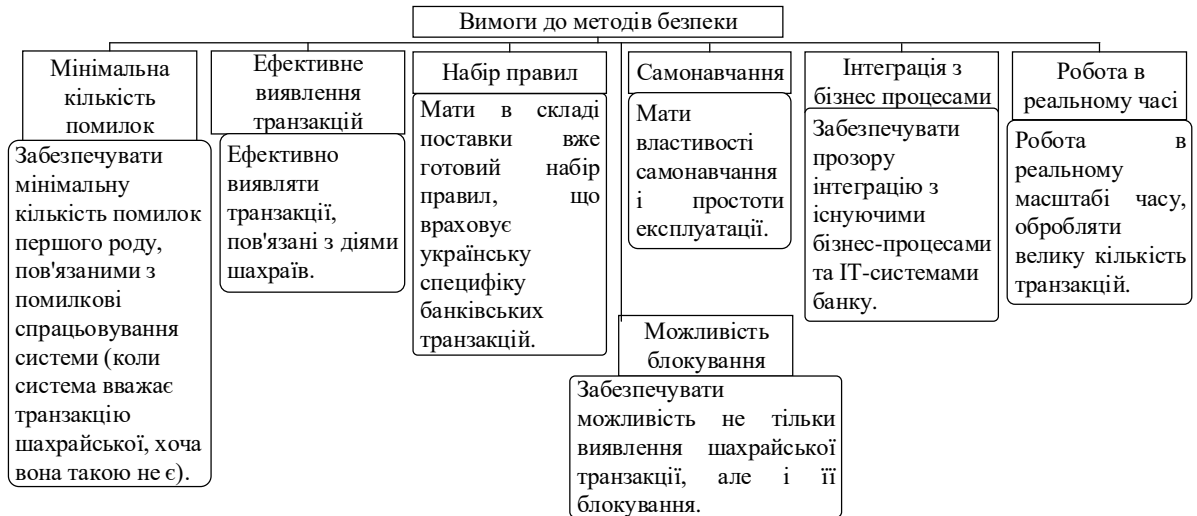 Вимоги до методів безпеки
Мінімальна
кількість
помилок
Забезпечувати
мінімальну
кількість помилок
першого роду,
пов'язаними з
помилкові
спрацьовування
системи (коли
система вважає
транзакцію
шахрайської, хоча
вона такою не є).
Ефективне
виявлення
транзакцій
Ефективно
виявляти
транзакції,
пов'язані з діями
шахраїв.
Набір правил
Мати в складі
поставки вже
готовий набір
правил, що
враховує
українську
специфіку
банківських
транзакцій.
Самонавчання
Мати
властивості
самонавчання
і простоти
експлуатації.
Можливість
блокування
Забезпечувати
можливість не тільки
виявлення шахрайської
транзакції, але і її
блокування.
Інтеграція з
бізнес процесами
Забезпечувати
прозору
інтеграцію з
існуючими
бізнес-процесами
та ІТ-системами
банку.
Робота в
реальному часі
Робота в
реальному
масштабі часу,
обробляти
велику кількість
транзакцій.